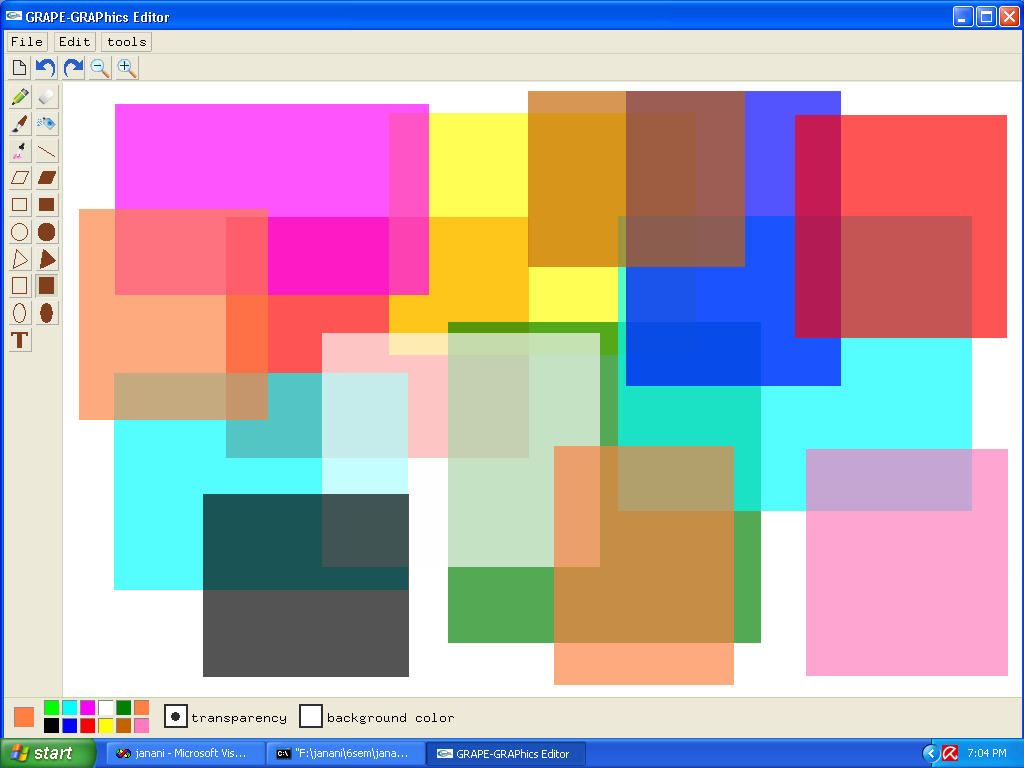 GRAPE-GRAPhics Editor
File Edit tools
T
transparency background color
start janani - Microsoft Vis... "F:\janani\6sem\jana... GRAPE-GRAPhics Editor 7:04 PM